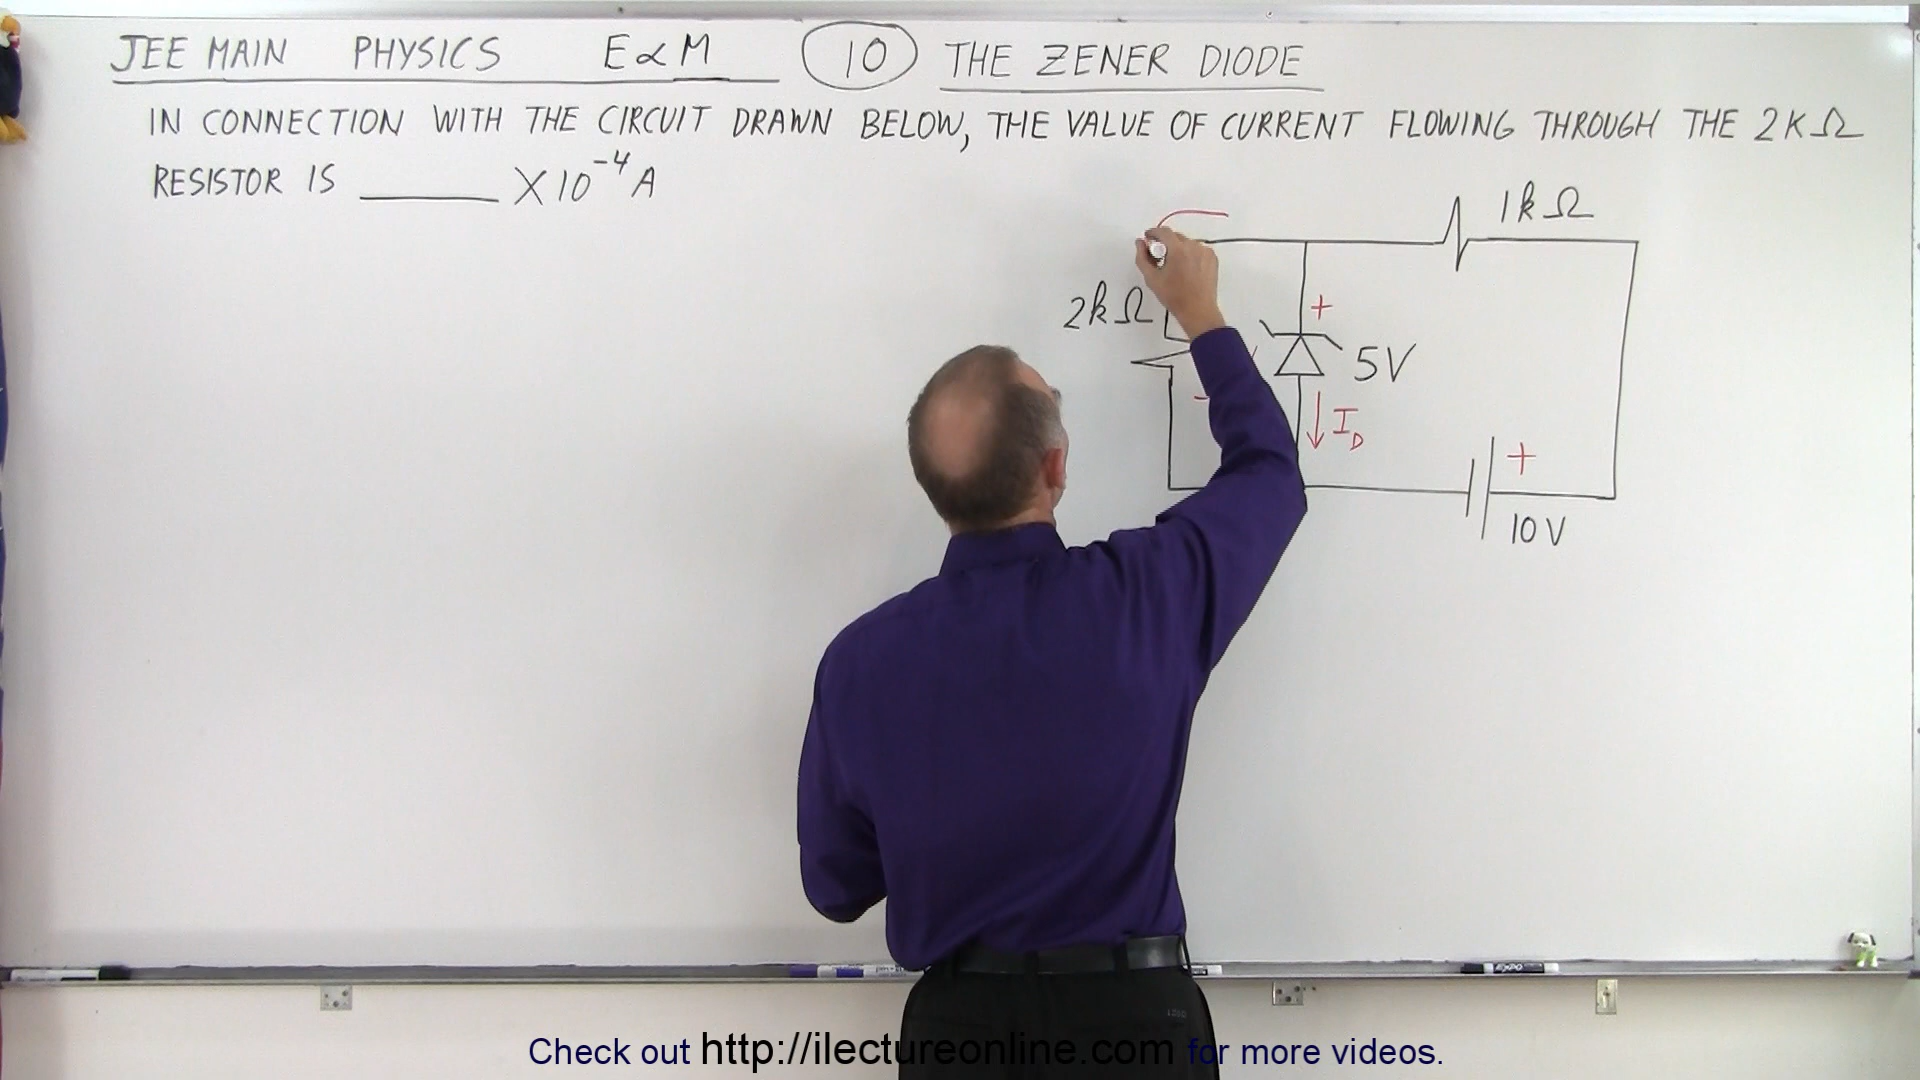 JEE MAIN PHYSICS E & M 10 THE ZENER DIODE
IN CONNECTION WITH THE CIRCUIT DRAWN BELOW, THE VALUE OF CURRENT FLOWING THROUGH THE 2KΩ
RESISTOR IS ______ X10⁻⁴ A
1kΩ
2kΩ
+
5V
-
I_D
+
10V
EXPO
Check out http://ilectureonline.com for more videos.